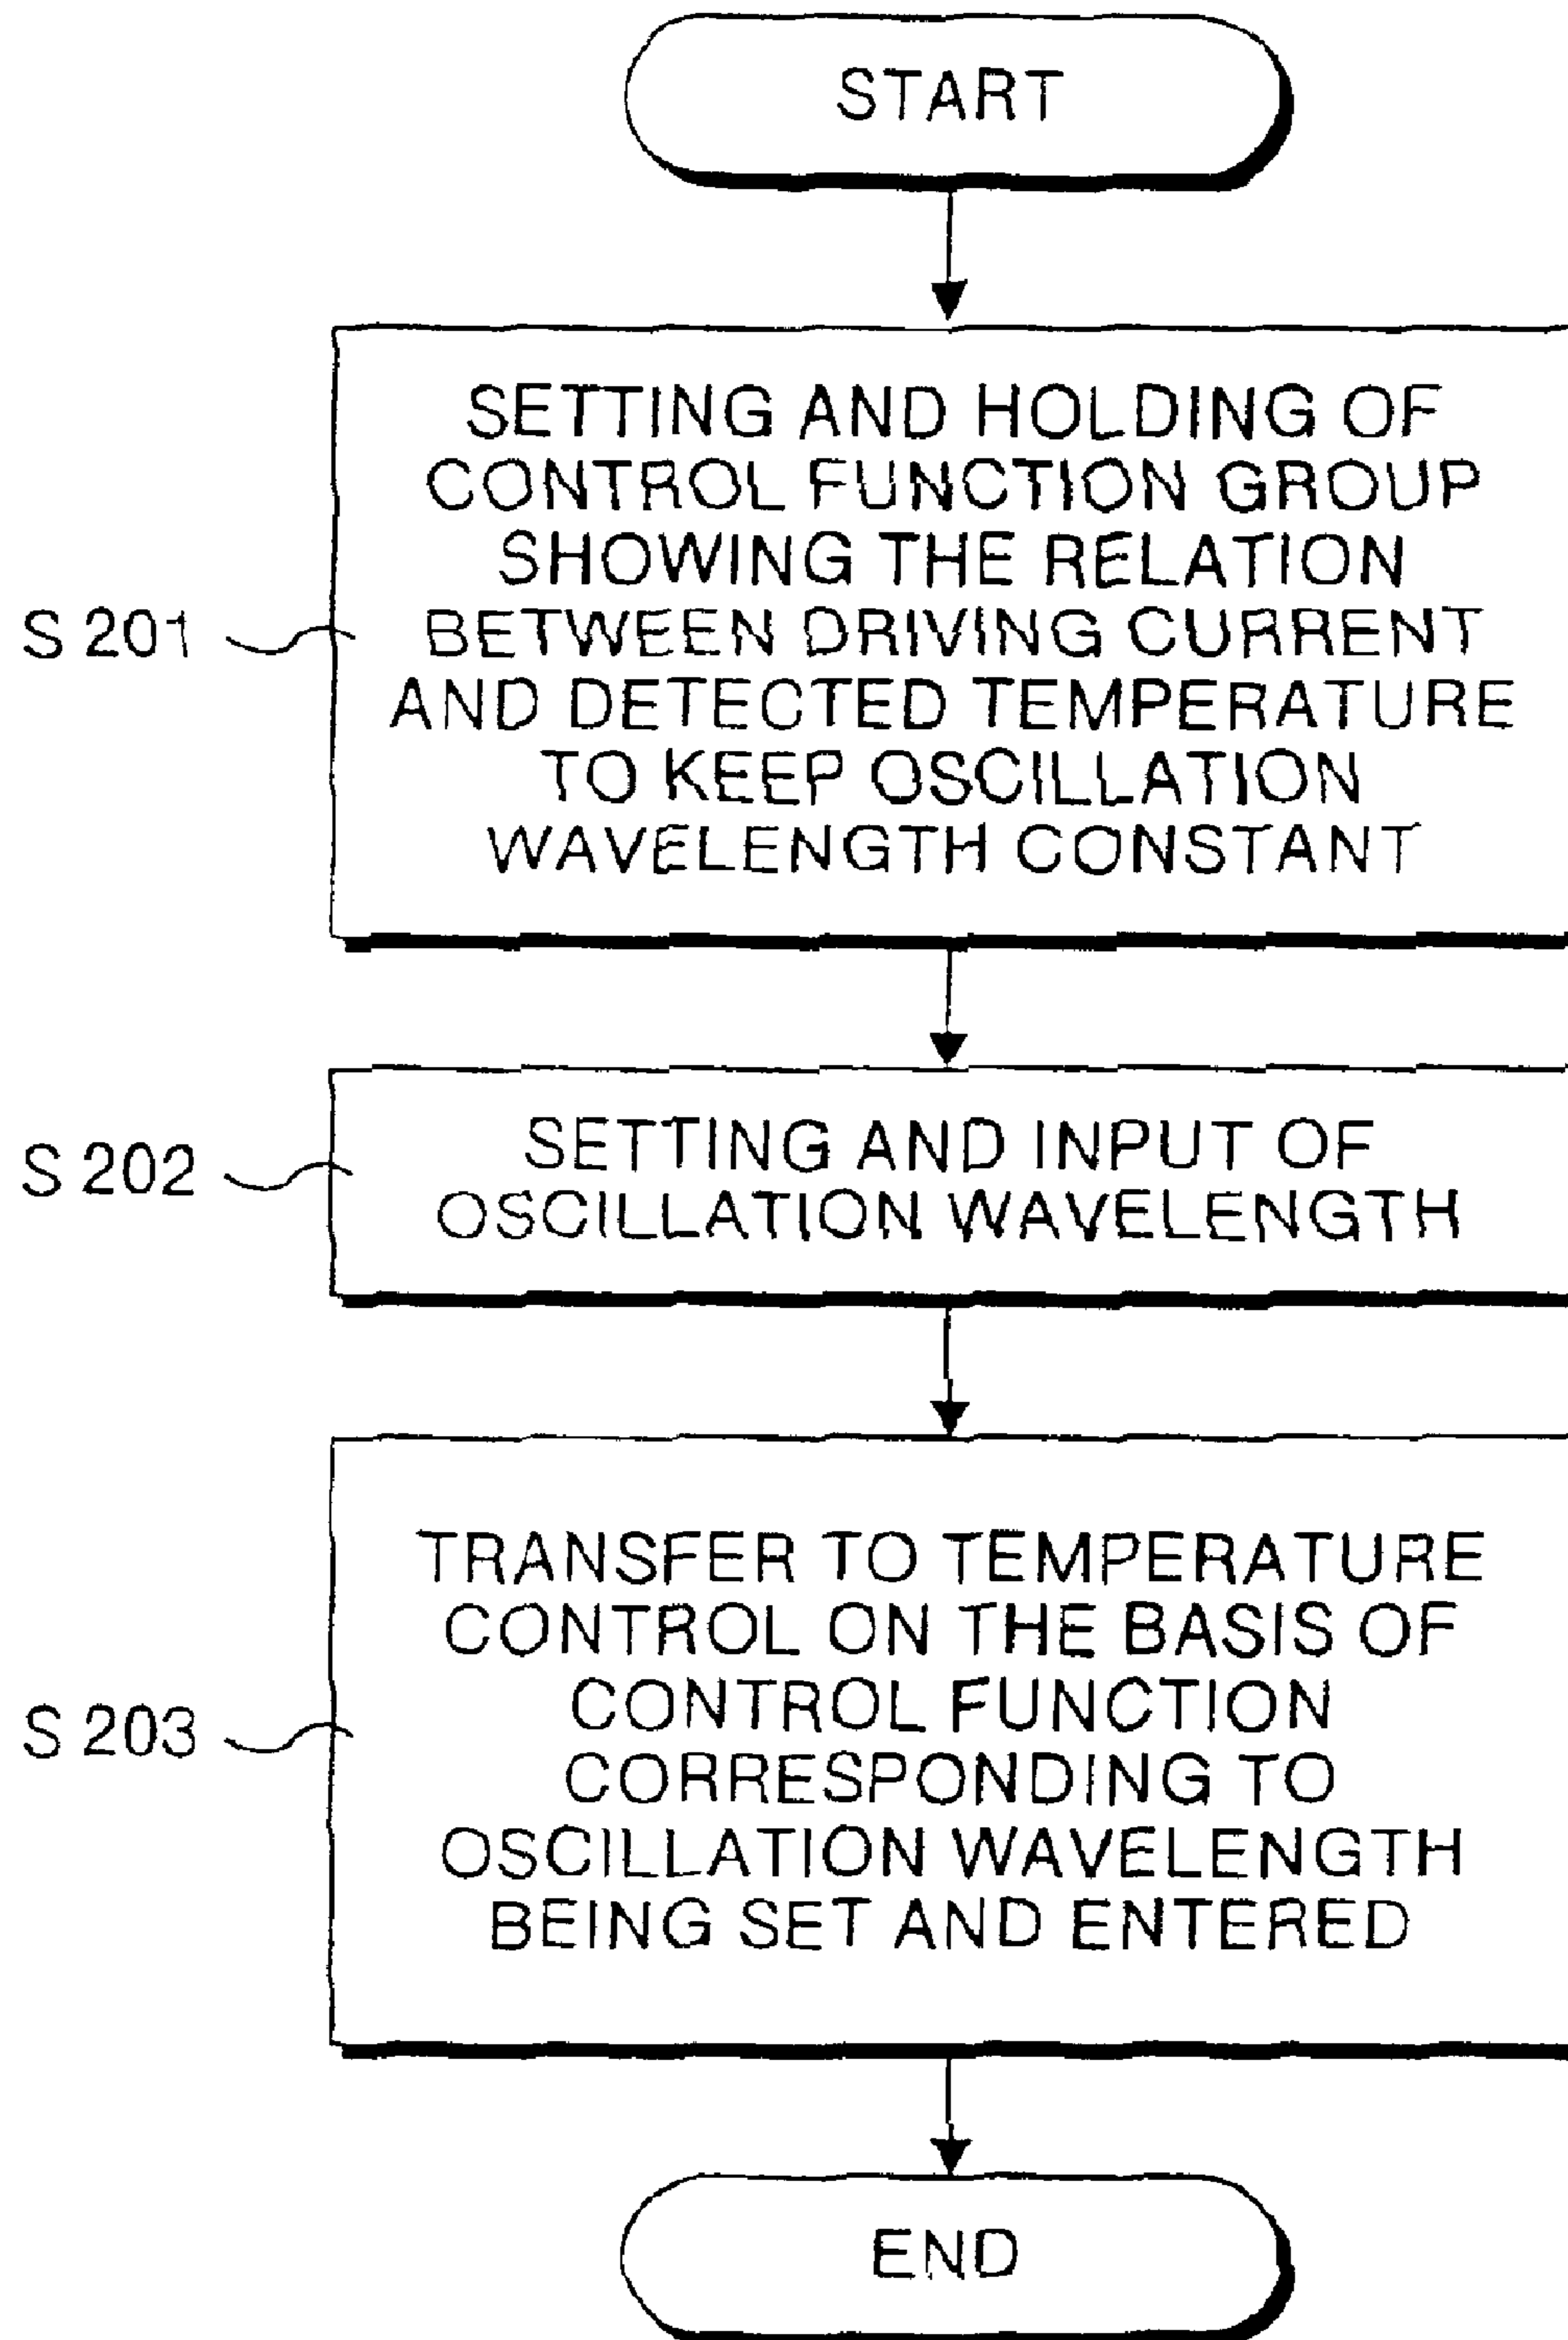 START
SETTING AND HOLDING OF
CONTROL FUNCTION GROUP
SHOWING THE RELATION
S 201 BETWEEN DRIVING CURRENT
AND DETECTED TEMPERATURE
TO KEEP OSCILLATION
WAVELENGTH CONSTANT
S 202
SETTING AND INPUT OF
OSCILLATION WAVELENGTH
TRANSFER TO TEMPERATURE
CONTROL ON THE BASIS OF
S 203 CONTROL FUNCTION
CORRESPONDING TO
OSCILLATION WAVELENGTH
BEING SET AND ENTERED
END